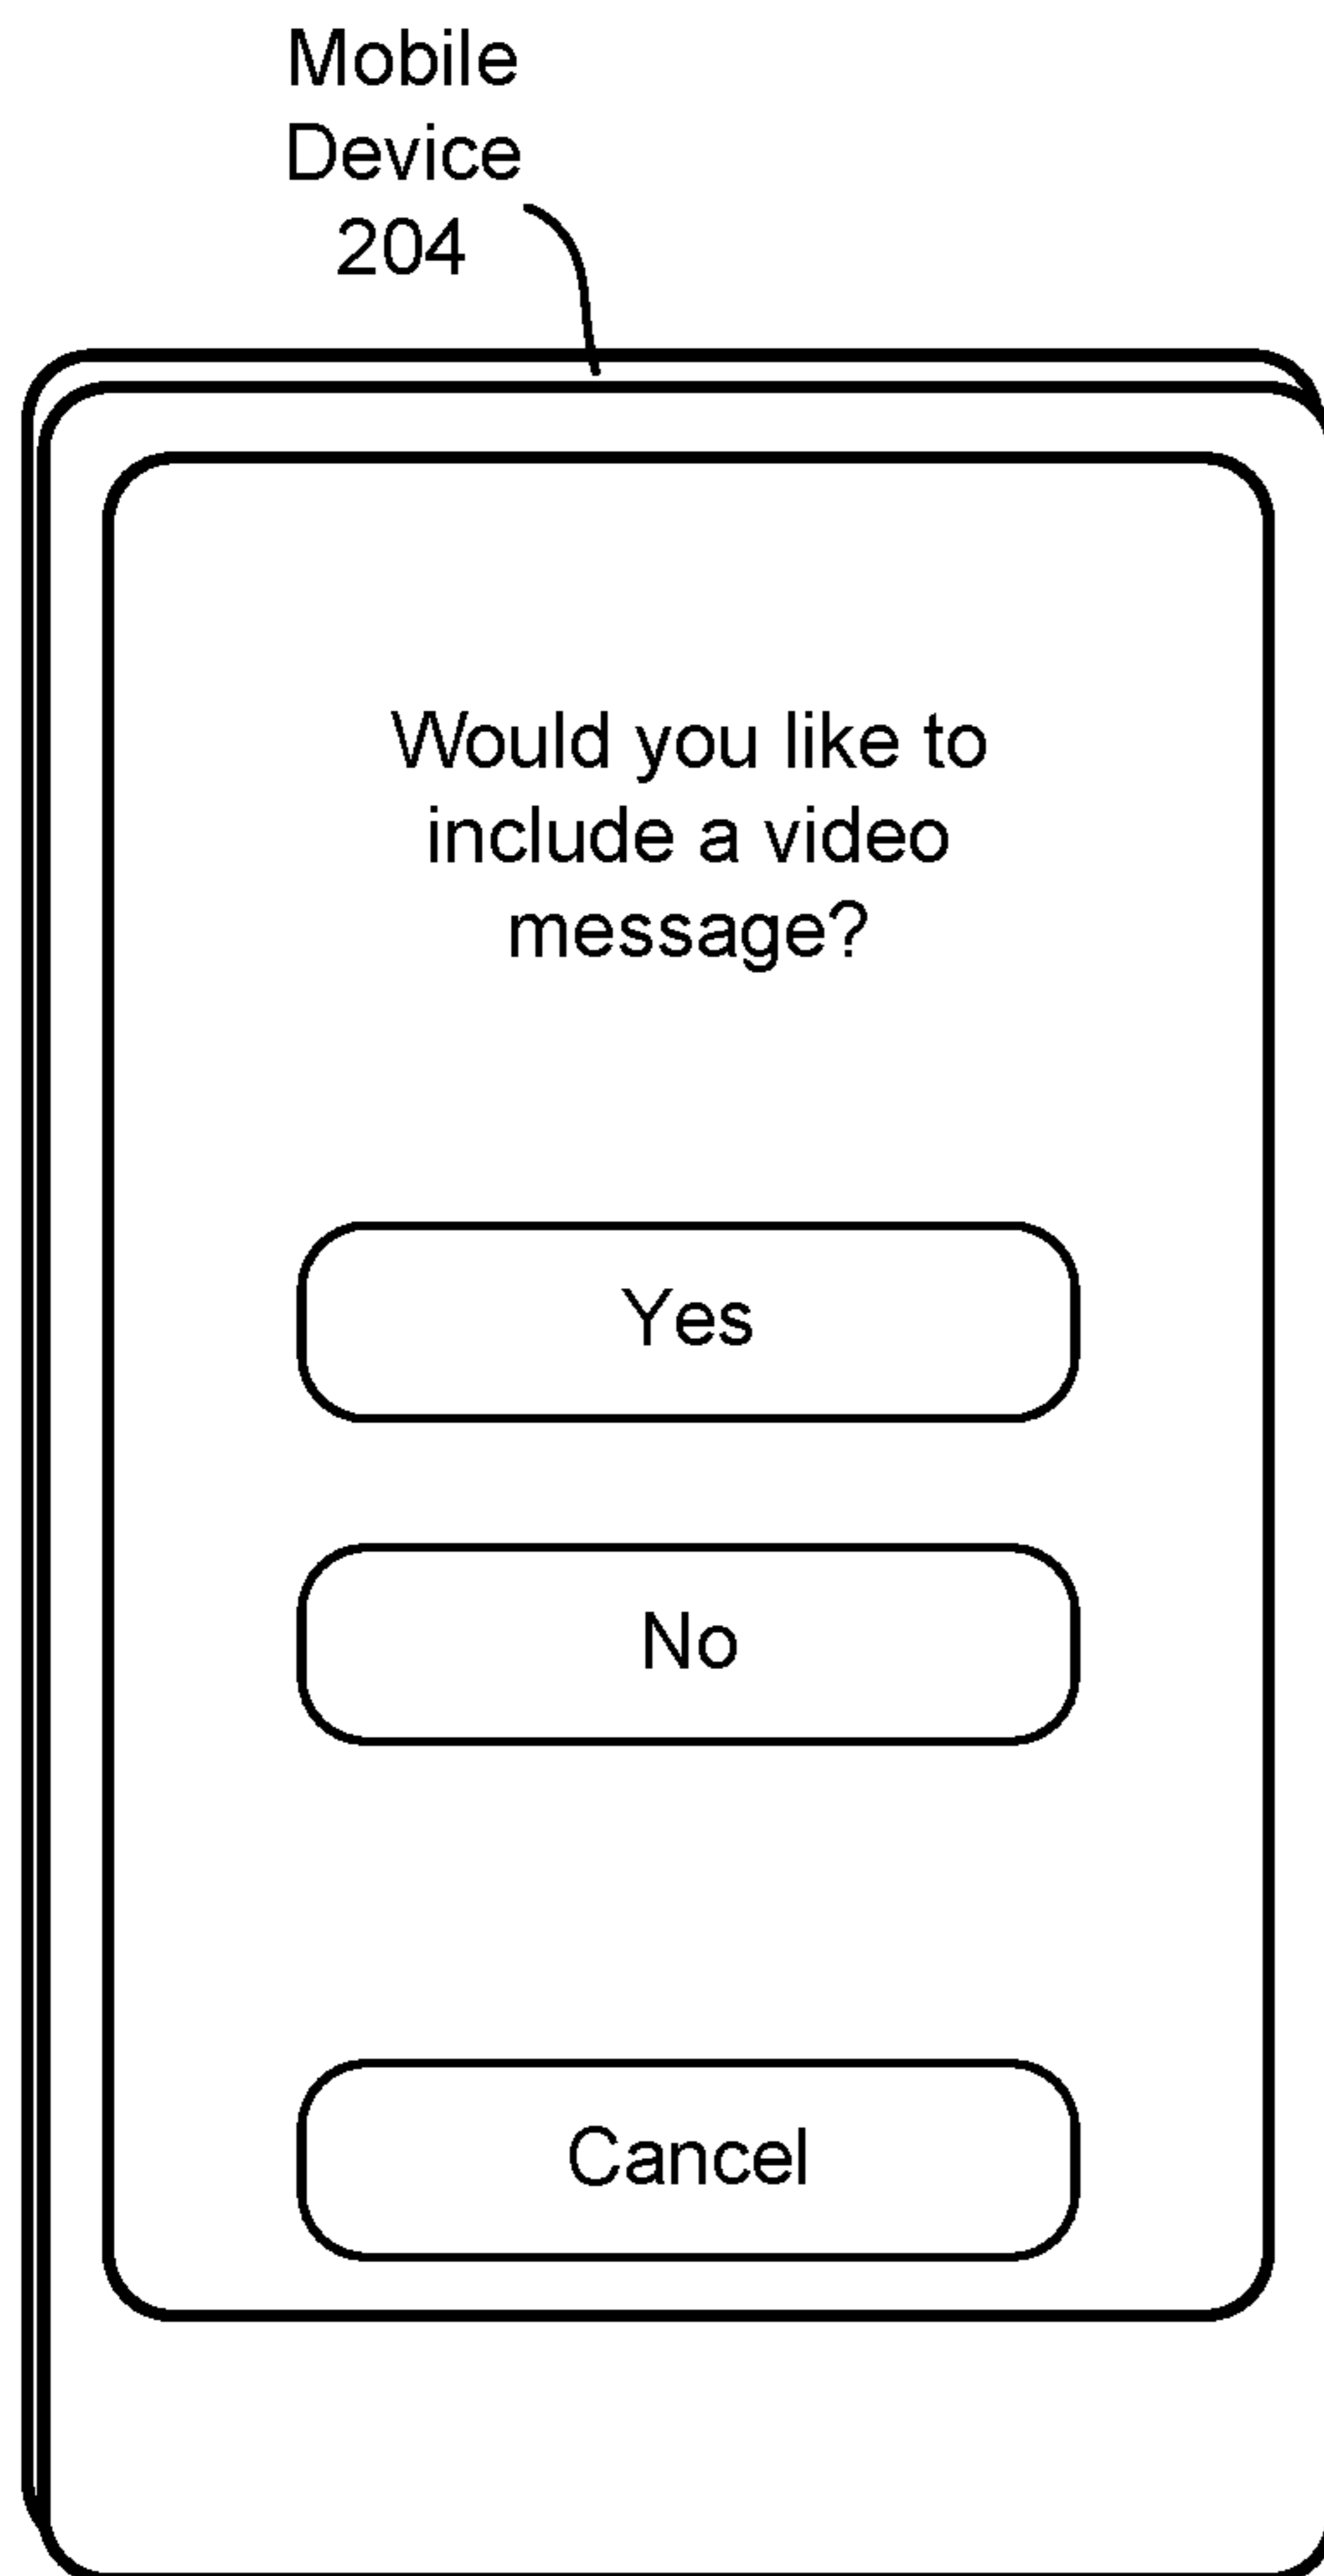 Mobile
Device
204
Would you like to
include a video
message?
Yes
No
Cancel